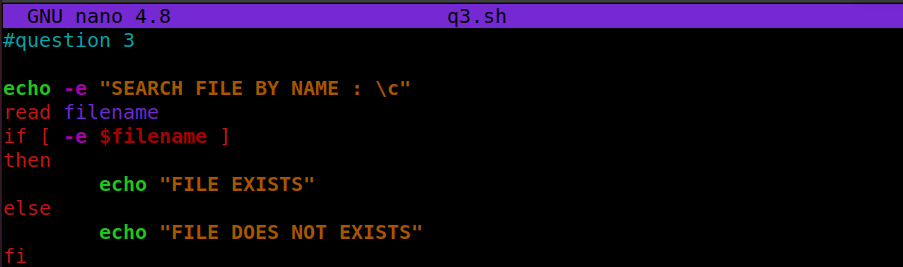 GNU nano 4.8 q3.sh
#question 3
echo -e "SEARCH FILE BY NAME : \c"
read filename
if [ -e $filename ]
then
echo "FILE EXISTS"
else
echo "FILE DOES NOT EXISTS"
fi